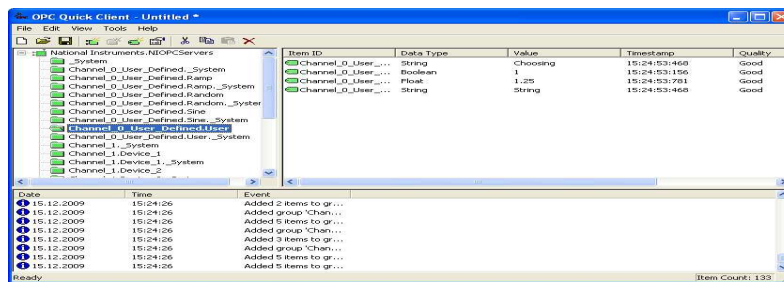 OPC Quick Client - Untitled *
File Edit View Tools Help
National Instruments.NIOPCServers
_System
Channel_0_User_Defined._System
Channel_0_User_Defined.Ramp
Channel_0_User_Defined.Ramp._System
Channel_0_User_Defined.Random
Channel_0_User_Defined.Random._System
Channel_0_User_Defined.Sine
Channel_0_User_Defined.Sine._System
Channel_0_User_Defined.User
Channel_0_User_Defined.User._System
Channel_1._System
Channel_1.Device_1
Channel_1.Device_1._System
Channel_1.Device_2
Item ID Data Type Value Timestamp Quality
Channel_0_User_... String Choosing 15:24:53:468 Good
Channel_0_User_... Boolean 1 15:24:53:156 Good
Channel_0_User_... Float 1.25 15:24:53:781 Good
Channel_0_User_... String String 15:24:53:468 Good
Date Time Event
15.12.2009 15:24:26 Added 2 items to gr...
15.12.2009 15:24:26 Added group 'Chan...
15.12.2009 15:24:26 Added 5 items to gr...
15.12.2009 15:24:26 Added group 'Chan...
15.12.2009 15:24:26 Added 3 items to gr...
15.12.2009 15:24:26 Added group 'Chan...
15.12.2009 15:24:26 Added 5 items to gr...
15.12.2009 15:24:26 Added 5 items to gr...
Ready Item Count: 133